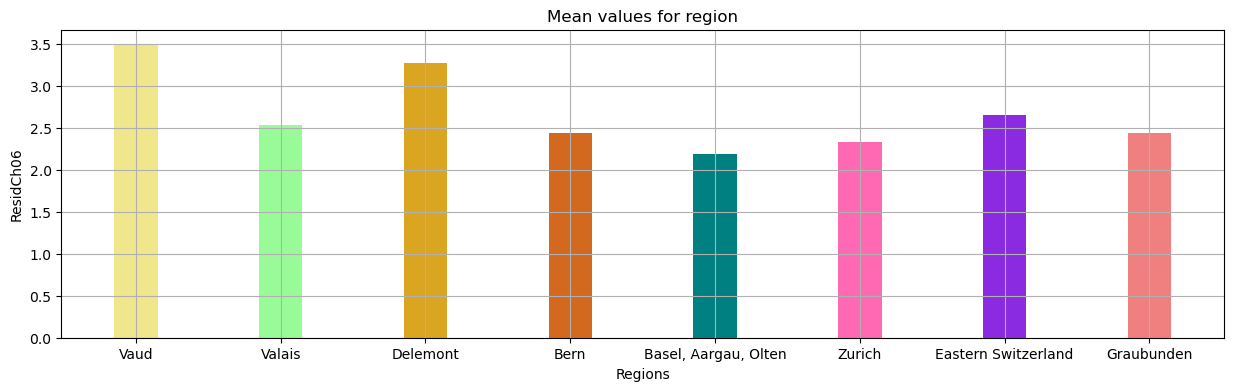 Mean values for region
ResidCh06
3.5
3.0
2.5
2.0
1.5
1.0
0.5
0.0
Vaud Valais Delemont Bern Basel, Aargau, Olten Zurich Eastern Switzerland Graubunden
Regions